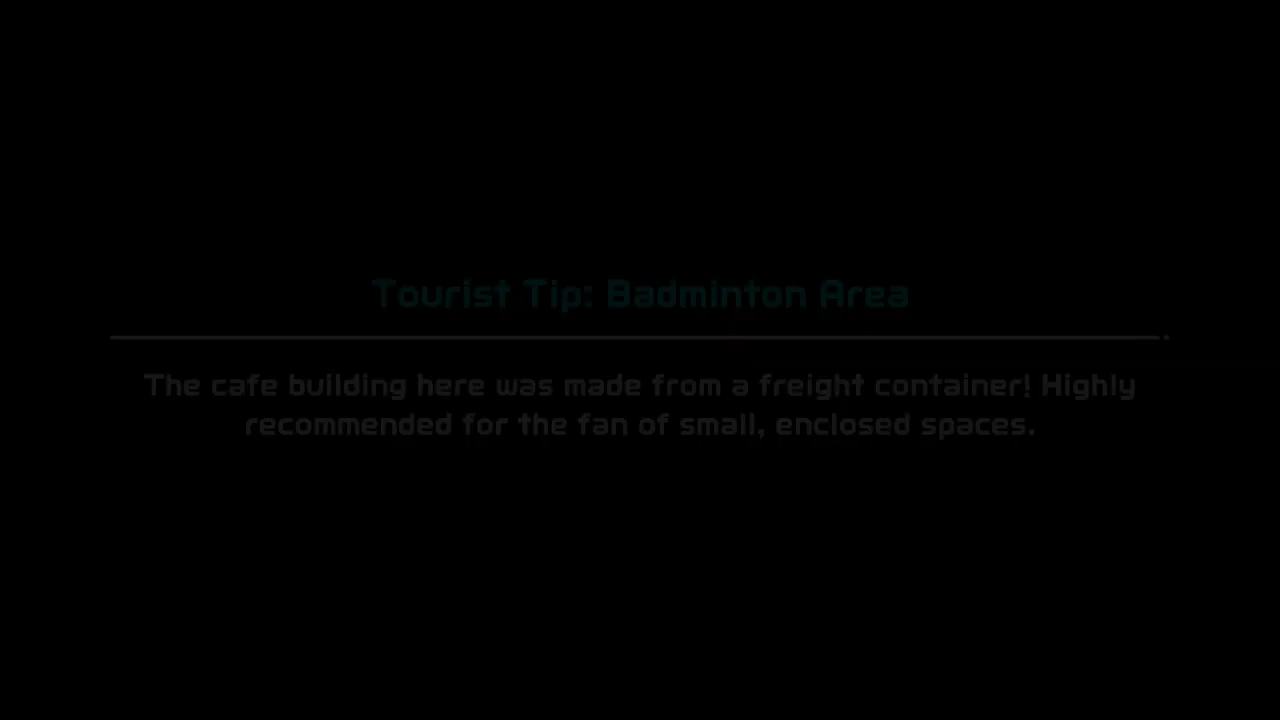 Tourist Tip: Badminton Area
The cafe building here was made from a freight container! Highly
recommended for the fan of small, enclosed spaces.